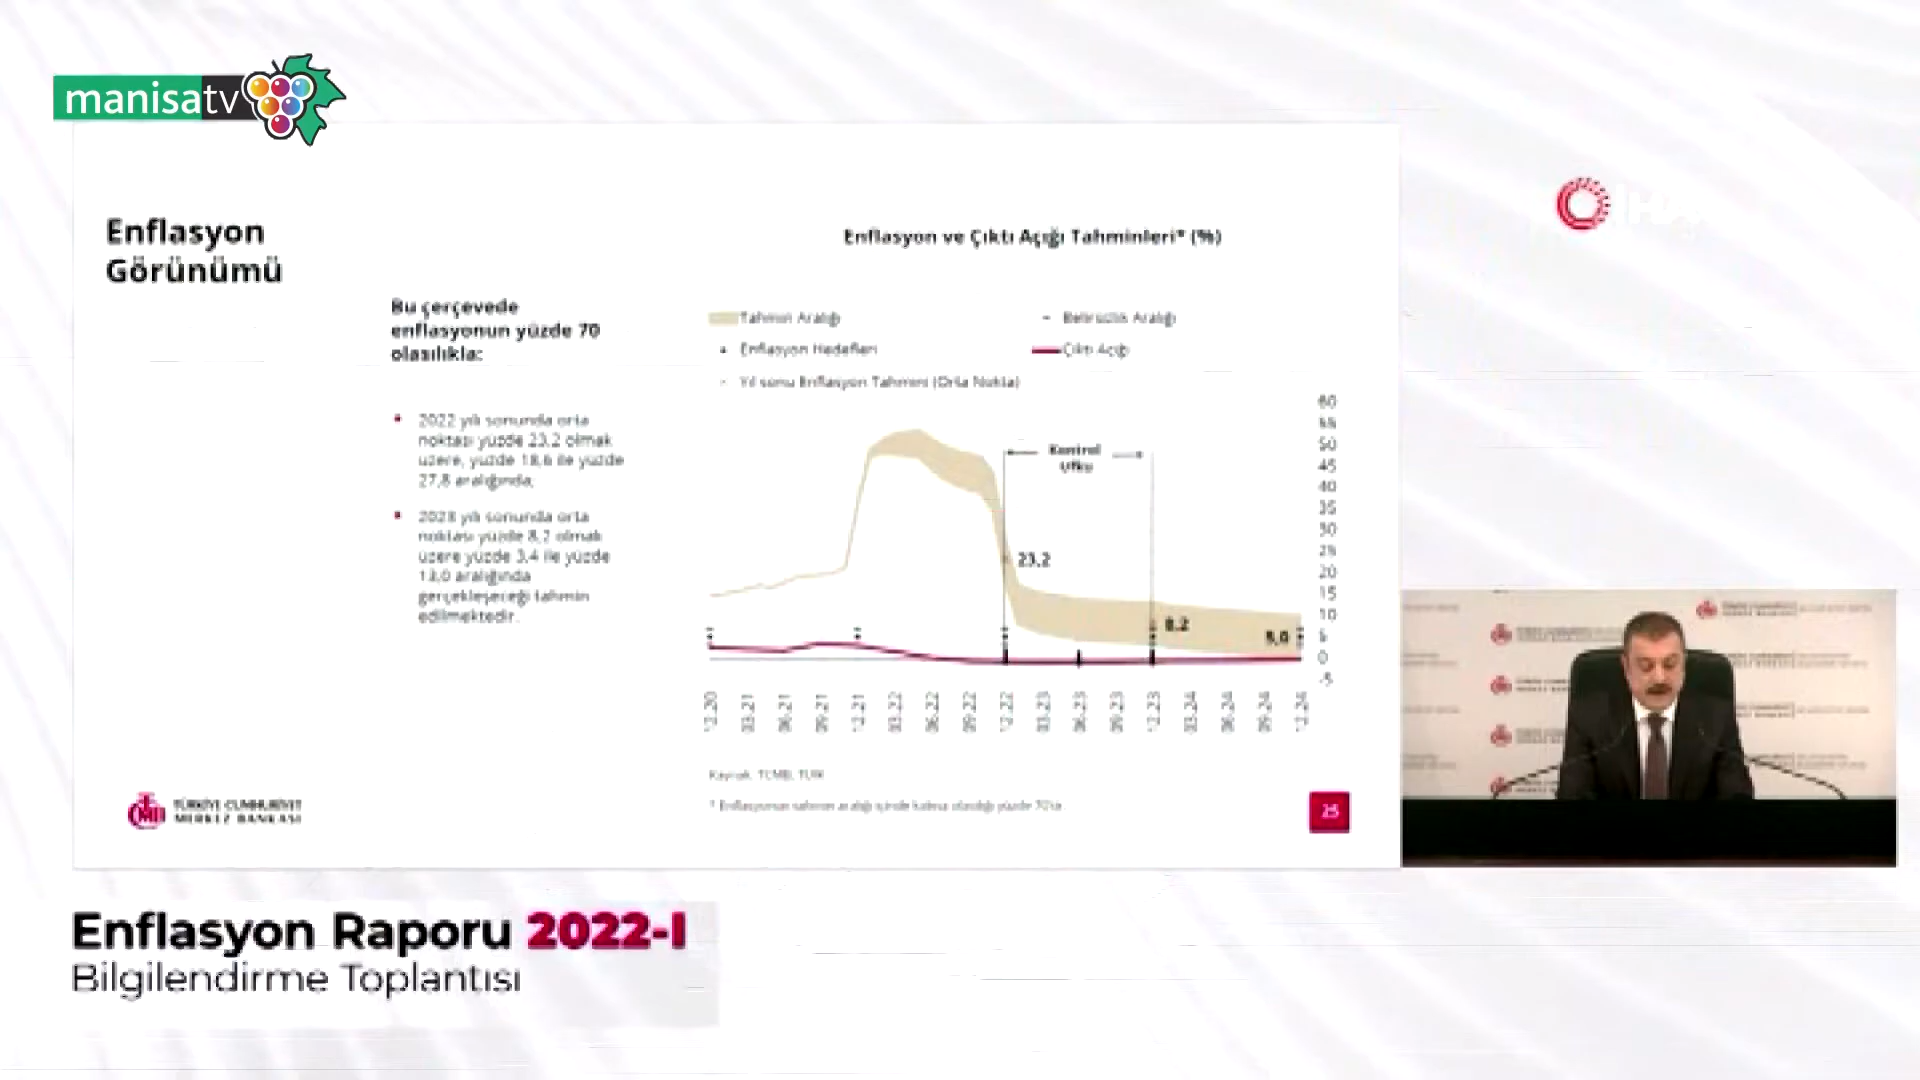 manisatv
Enflasyon
Görünümü
Bu çerçevede
enflasyonun yüzde 70
olasılıkla:
2022 yılı sonunda orta
noktası yüzde 23,2 olmak
üzere, yüzde 18,6 ile yüzde
27,8 aralığında;
2023 yılı sonunda orta
noktası yüzde 8,2 olmak
üzere yüzde 3,4 ile yüzde
13,0 aralığında
gerçekleşeceği tahmin
edilmektedir.
Enflasyon ve Çıktı Açığı Tahminleri* (%)
Tahmin Aralığı
Belirsizlik Aralığı
Enflasyon Hedefleri
Çıktı Açığı
Yıl sonu Enflasyon Tahmini (Orta Nokta)
60
55
50
45
40
35
30
25
20
15
10
5
0
-5
Kontrol
Ufku
23,2
8,2
5,0
12.20 03.21 06.21 09.21 12.21 03.22 06.22 09.22 12.22 03.23 06.23 09.23 12.23 03.24 06.24 09.24 12.24
Kaynak: TCMB, TÜİK
* Enflasyonun tahmin aralığı içinde kalma olasılığı yüzde 70'tir.
TÜRKİYE CUMHURİYET
MERKEZ BANKASI
25
Enflasyon Raporu 2022-I
Bilgilendirme Toplantısı